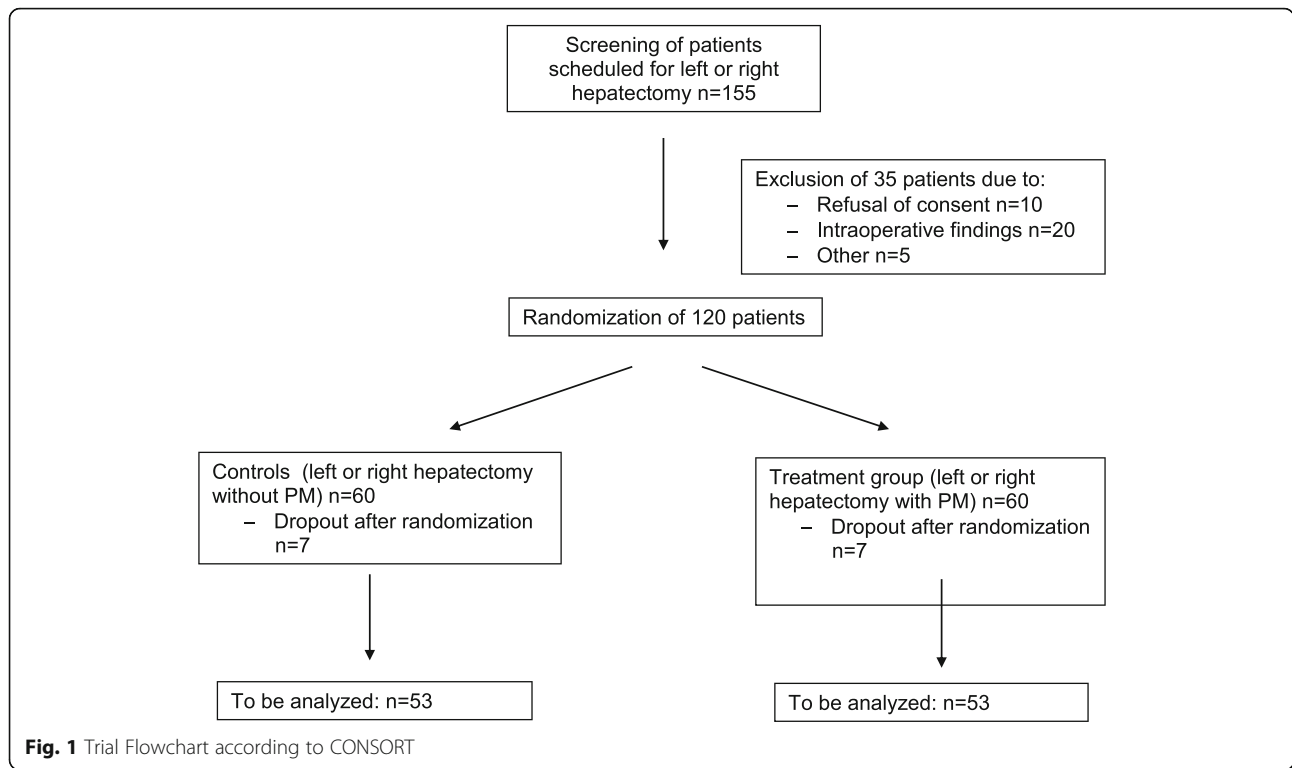 Screening of patients
scheduled for left or right
hepatectomy n=155
Exclusion of 35 patients due to:
– Refusal of consent n=10
– Intraoperative findings n=20
– Other n=5
Randomization of 120 patients
Controls (left or right hepatectomy
without PM) n=60
– Dropout after randomization
n=7
Treatment group (left or right
hepatectomy with PM) n=60
– Dropout after randomization
n=7
To be analyzed: n=53
To be analyzed: n=53
Fig. 1 Trial Flowchart according to CONSORT